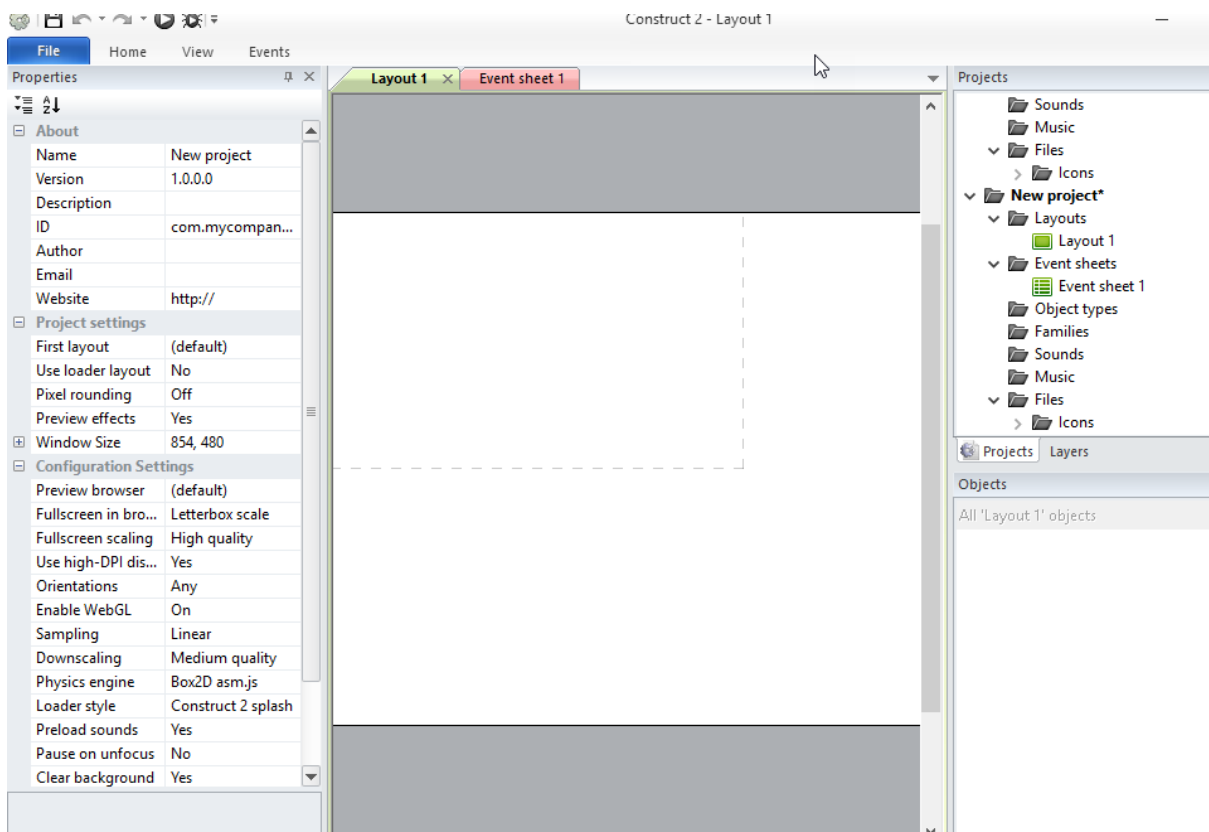 Construct 2 - Layout 1
File Home View Events
Properties
Layout 1 Event sheet 1
Projects
About
Name New project
Version 1.0.0.0
Description
ID com.mycompan...
Author
Email
Website http://
Project settings
First layout (default)
Use loader layout No
Pixel rounding Off
Preview effects Yes
Window Size 854, 480
Configuration Settings
Preview browser (default)
Fullscreen in bro... Letterbox scale
Fullscreen scaling High quality
Use high-DPI dis... Yes
Orientations Any
Enable WebGL On
Sampling Linear
Downscaling Medium quality
Physics engine Box2D asm.js
Loader style Construct 2 splash
Preload sounds Yes
Pause on unfocus No
Clear background Yes
Sounds
Music
Files
Icons
New project*
Layouts
Layout 1
Event sheets
Event sheet 1
Object types
Families
Sounds
Music
Files
Icons
Projects Layers
Objects
All 'Layout 1' objects